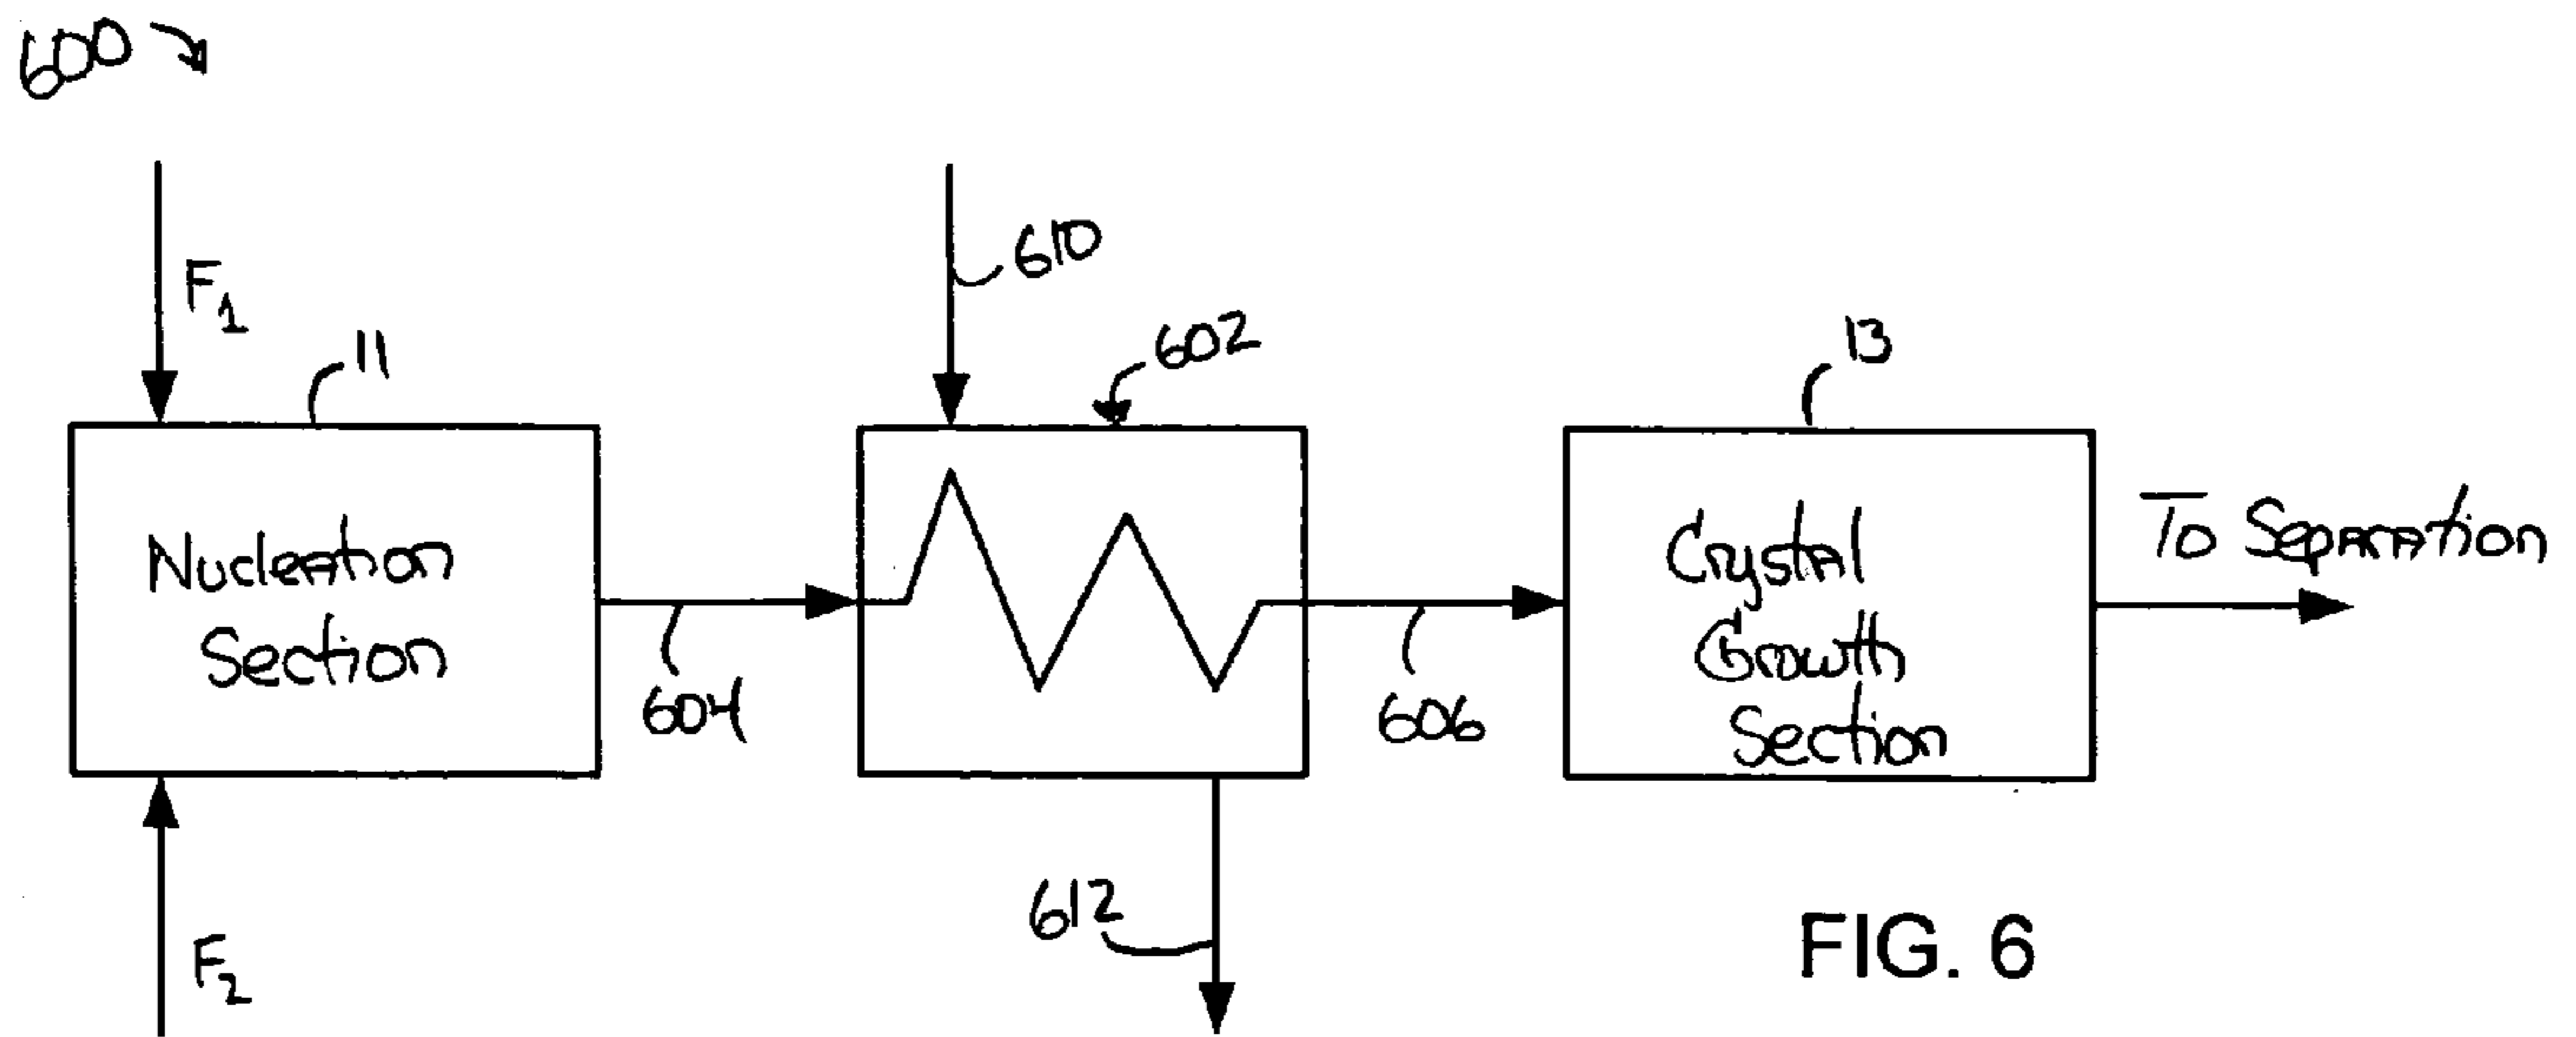 600
F1
11
610
602
13
Nucleation
Section
Crystal
Growth
Section
To Separation
604
606
612
F2
FIG. 6